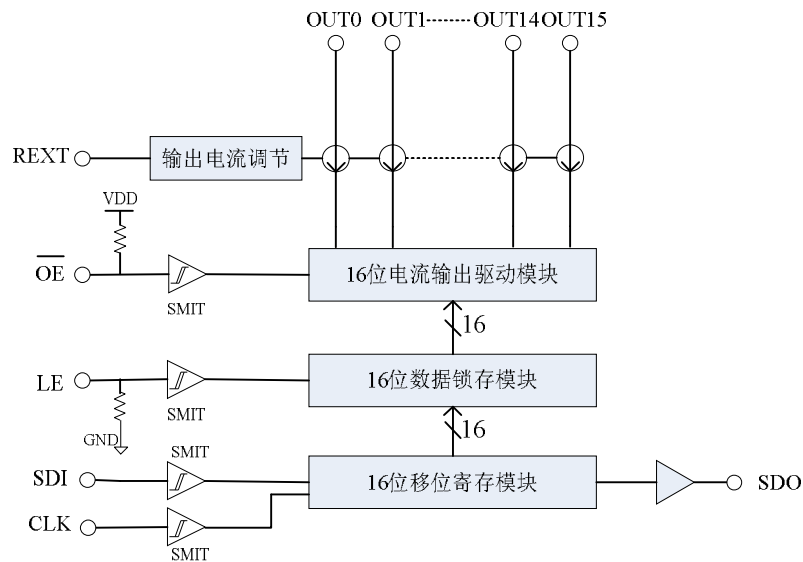 OUT0 OUT1 OUT14 OUT15
REXT
输出电流调节
VDD
OE
SMIT
16位电流输出驱动模块
16
LE
SMIT
16位数据锁存模块
GND
16
SMIT
SDI
16位移位寄存模块
SDO
CLK
SMIT